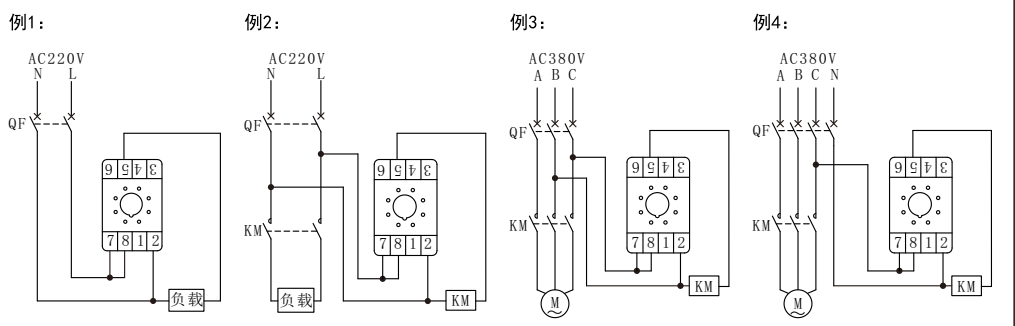 例1： 例2： 例3： 例4：
AC220V AC220V AC380V AC380V
N L N L A B C A B C N
QF QF QF QF
6 5 4 3 6 5 4 3 6 5 4 3 6 5 4 3
KM KM KM
7 8 1 2 7 8 1 2 7 8 1 2 7 8 1 2
负载 负载 KM KM KM
M M